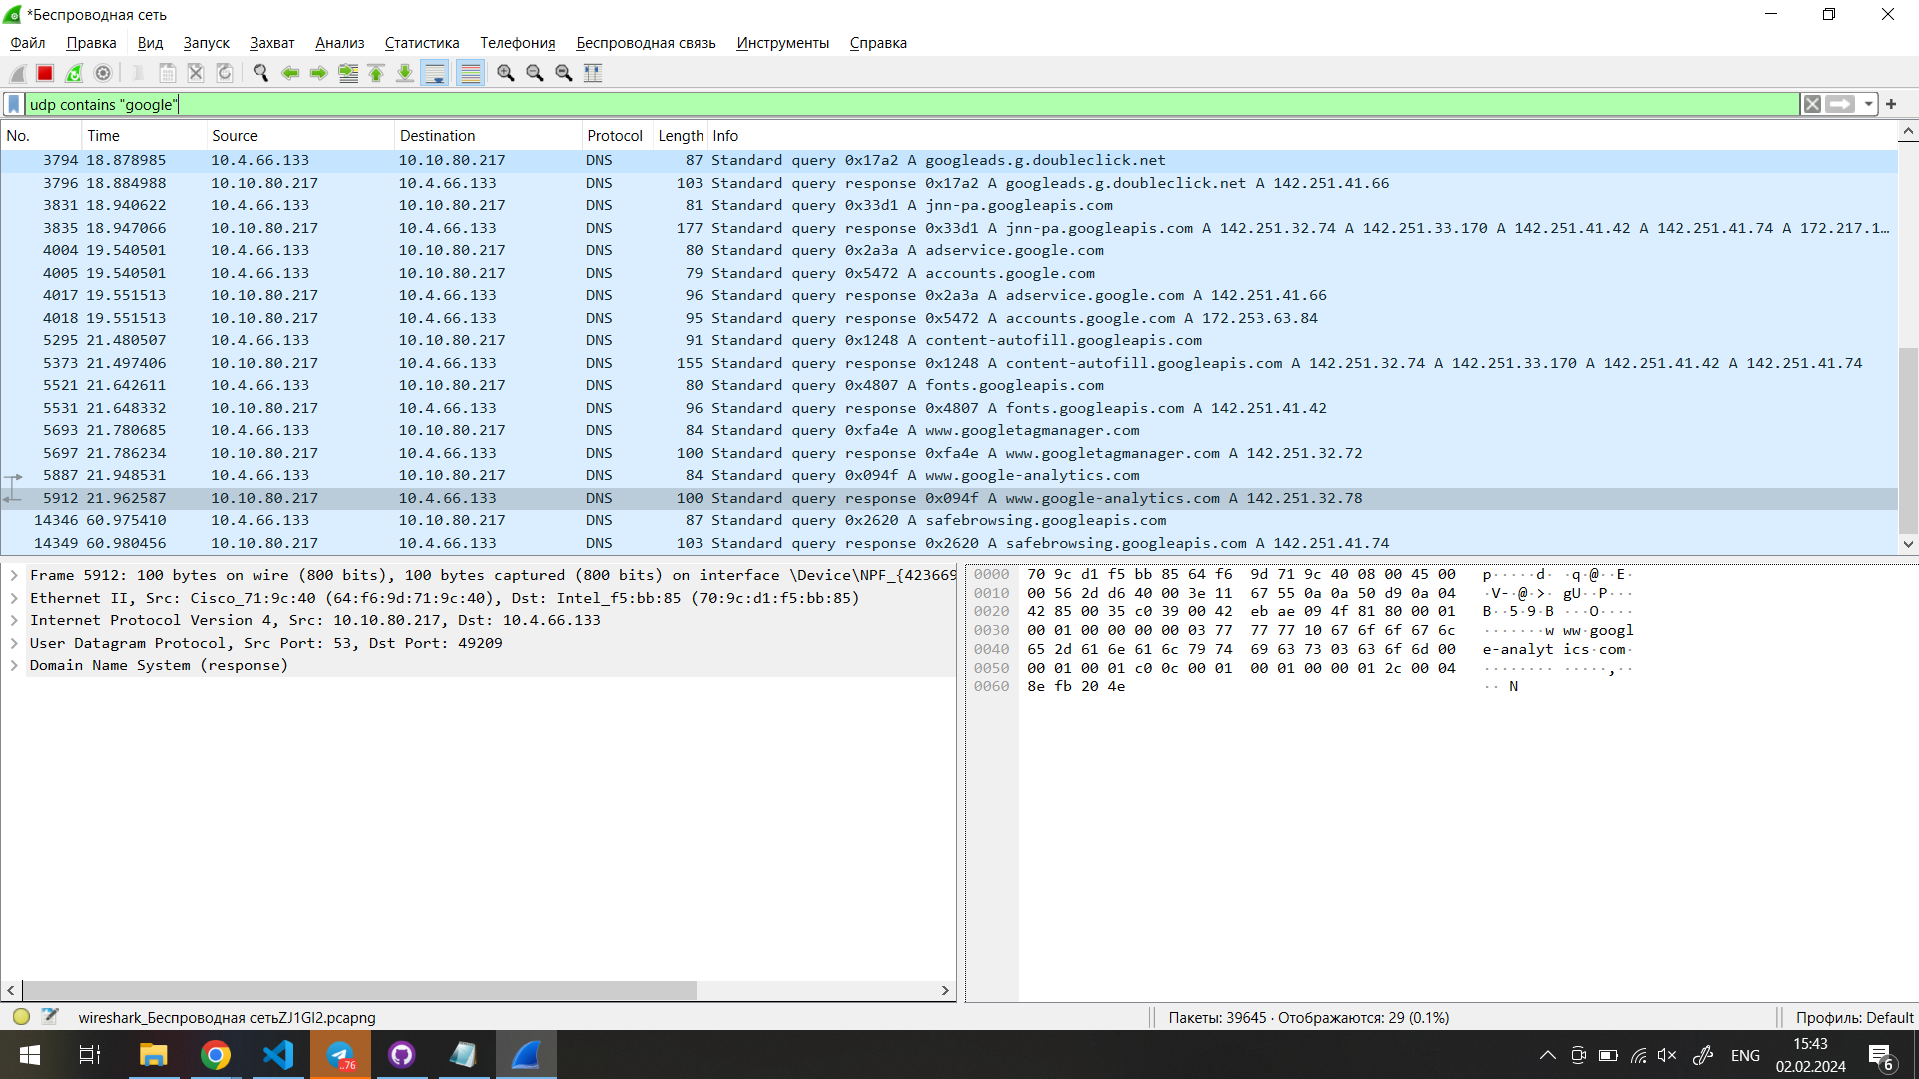 *Беспроводная сеть
Файл Правка Вид Запуск Захват Анализ Статистика Телефония Беспроводная связь Инструменты Справка
udp contains "google"
No. Time Source Destination Protocol Length Info
3794 18.878985 10.4.66.133 10.10.80.217 DNS 87 Standard query 0x17a2 A googleads.g.doubleclick.net
3796 18.884988 10.10.80.217 10.4.66.133 DNS 103 Standard query response 0x17a2 A googleads.g.doubleclick.net A 142.251.41.66
3831 18.940622 10.4.66.133 10.10.80.217 DNS 81 Standard query 0x33d1 A jnn-pa.googleapis.com
3835 18.947066 10.10.80.217 10.4.66.133 DNS 177 Standard query response 0x33d1 A jnn-pa.googleapis.com A 142.251.32.74 A 142.251.33.170 A 142.251.41.42 A 142.251.41.74 A 172.217.1…
4004 19.540501 10.4.66.133 10.10.80.217 DNS 80 Standard query 0x2a3a A adservice.google.com
4005 19.540501 10.4.66.133 10.10.80.217 DNS 79 Standard query 0x5472 A accounts.google.com
4017 19.551513 10.10.80.217 10.4.66.133 DNS 96 Standard query response 0x2a3a A adservice.google.com A 142.251.41.66
4018 19.551513 10.10.80.217 10.4.66.133 DNS 95 Standard query response 0x5472 A accounts.google.com A 172.253.63.84
5295 21.480507 10.4.66.133 10.10.80.217 DNS 91 Standard query 0x1248 A content-autofill.googleapis.com
5373 21.497406 10.10.80.217 10.4.66.133 DNS 155 Standard query response 0x1248 A content-autofill.googleapis.com A 142.251.32.74 A 142.251.33.170 A 142.251.41.42 A 142.251.41.74
5521 21.642611 10.4.66.133 10.10.80.217 DNS 80 Standard query 0x4807 A fonts.googleapis.com
5531 21.648332 10.10.80.217 10.4.66.133 DNS 96 Standard query response 0x4807 A fonts.googleapis.com A 142.251.41.42
5693 21.780685 10.4.66.133 10.10.80.217 DNS 84 Standard query 0xfa4e A www.googletagmanager.com
5697 21.786234 10.10.80.217 10.4.66.133 DNS 100 Standard query response 0xfa4e A www.googletagmanager.com A 142.251.32.72
5887 21.948531 10.4.66.133 10.10.80.217 DNS 84 Standard query 0x094f A www.google-analytics.com
5912 21.962587 10.10.80.217 10.4.66.133 DNS 100 Standard query response 0x094f A www.google-analytics.com A 142.251.32.78
14346 60.975410 10.4.66.133 10.10.80.217 DNS 87 Standard query 0x2620 A safebrowsing.googleapis.com
14349 60.980456 10.10.80.217 10.4.66.133 DNS 103 Standard query response 0x2620 A safebrowsing.googleapis.com A 142.251.41.74
Frame 5912: 100 bytes on wire (800 bits), 100 bytes captured (800 bits) on interface \Device\NPF_{423669
Ethernet II, Src: Cisco_71:9c:40 (64:f6:9d:71:9c:40), Dst: Intel_f5:bb:85 (70:9c:d1:f5:bb:85)
Internet Protocol Version 4, Src: 10.10.80.217, Dst: 10.4.66.133
User Datagram Protocol, Src Port: 53, Dst Port: 49209
Domain Name System (response)
0000 70 9c d1 f5 bb 85 64 f6 9d 71 9c 40 08 00 45 00 p·····d· ·q·@··E·
0010 00 56 2d d6 40 00 3e 11 67 55 0a 0a 50 d9 0a 04 ·V-·@·>· gU··P···
0020 42 85 00 35 c0 39 00 42 eb ae 09 4f 81 80 00 01 B··5·9·B ···O····
0030 00 01 00 00 00 00 03 77 77 77 10 67 6f 6f 67 6c ·······w ww·googl
0040 65 2d 61 6e 61 6c 79 74 69 63 73 03 63 6f 6d 00 e-analyt ics·com·
0050 00 01 00 01 c0 0c 00 01 00 01 00 00 01 2c 00 04 ········ ·····,··
0060 8e fb 20 4e ·· N
wireshark_Беспроводная сетьZJ1GI2.pcapng
Пакеты: 39645 · Отображаются: 29 (0.1%)
Профиль: Default
..76
ENG
15:43
02.02.2024
6